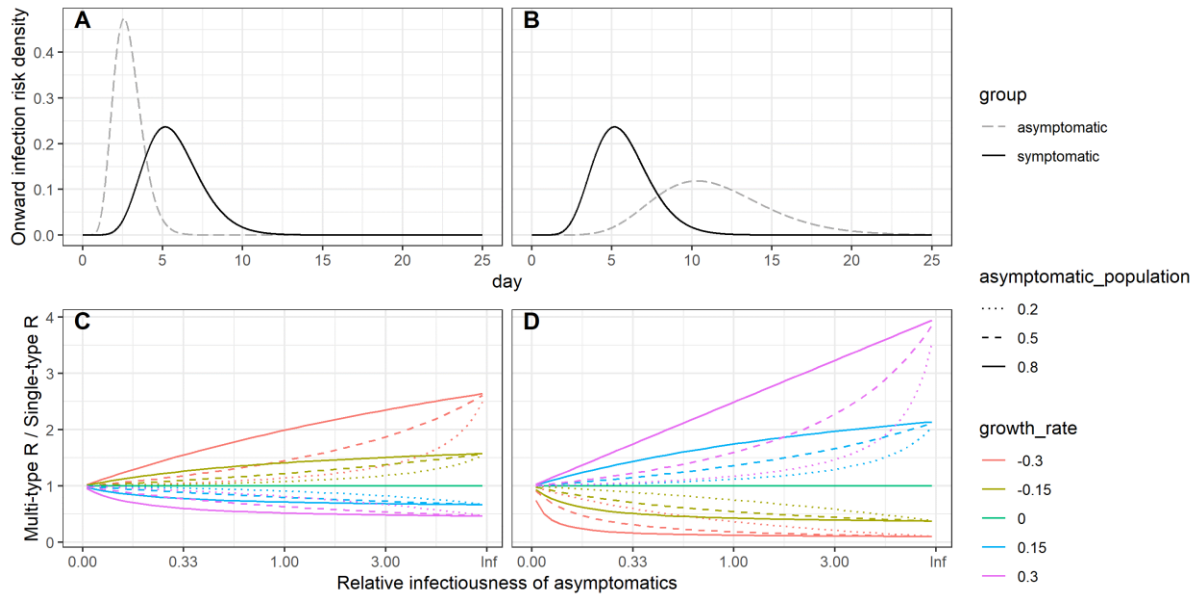 A
B
Onward infection risk density
0.4
0.3
0.2
0.1
0.0
0 5 10 15 20 25
0 5 10 15 20 25
day
group
asymptomatic
symptomatic
C
D
Multi-type R / Single-type R
4
3
2
1
0
0.00 0.33 1.00 3.00 Inf
0.00 0.33 1.00 3.00 Inf
Relative infectiousness of asymptomatics
asymptomatic_population
0.2
0.5
0.8
growth_rate
-0.3
-0.15
0
0.15
0.3